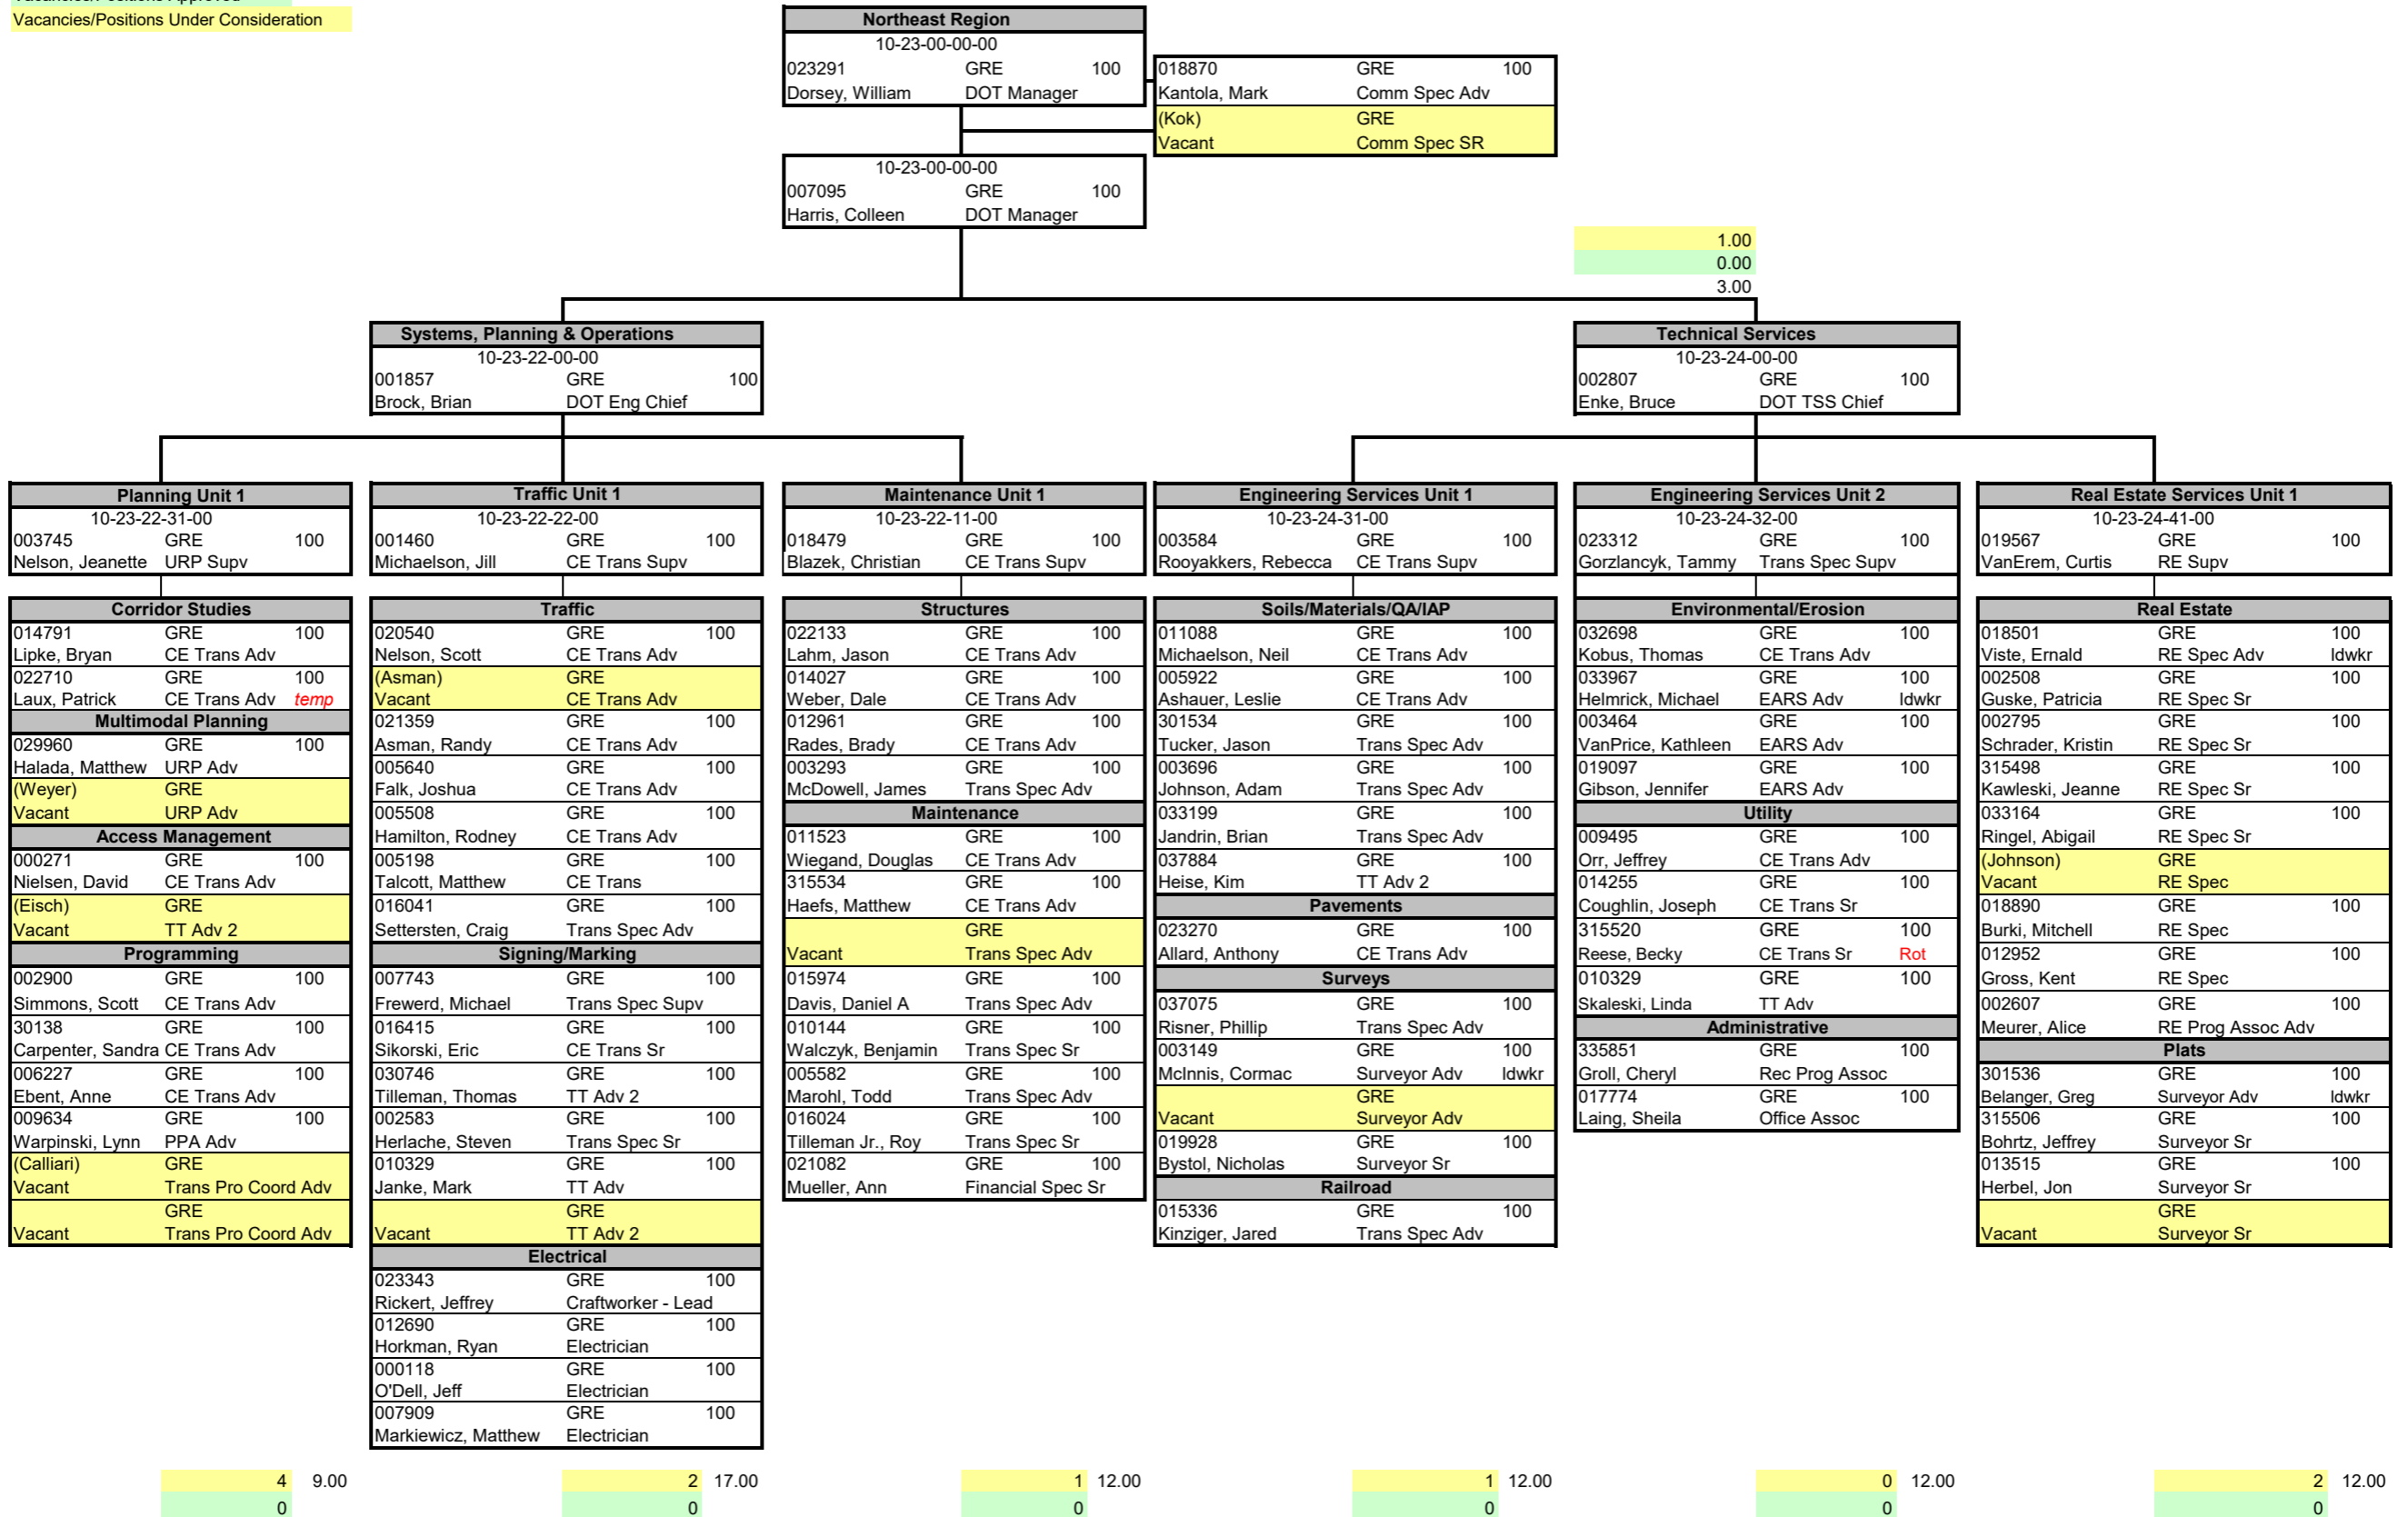 Vacancies/Positions Approved
Vacancies/Positions Under Consideration
Northeast Region
10-23-00-00-00
023291 GRE 100
Dorsey, William DOT Manager
018870 GRE 100
Kantola, Mark Comm Spec Adv
(Kok) GRE
Vacant Comm Spec SR
10-23-00-00-00
007095 GRE 100
Harris, Colleen DOT Manager
1.00
0.00
3.00
Systems, Planning & Operations
10-23-22-00-00
001857 GRE 100
Brock, Brian DOT Eng Chief
Technical Services
10-23-24-00-00
002807 GRE 100
Enke, Bruce DOT TSS Chief
Planning Unit 1
10-23-22-31-00
003745 GRE 100
Nelson, Jeanette URP Supv
Corridor Studies
014791 GRE 100
Lipke, Bryan CE Trans Adv
022710 GRE 100
Laux, Patrick CE Trans Adv temp
Multimodal Planning
029960 GRE 100
Halada, Matthew URP Adv
(Weyer) GRE
Vacant URP Adv
Access Management
000271 GRE 100
Nielsen, David CE Trans Adv
(Eisch) GRE
Vacant TT Adv 2
Programming
002900 GRE 100
Simmons, Scott CE Trans Adv
30138 GRE 100
Carpenter, Sandra CE Trans Adv
006227 GRE 100
Ebent, Anne CE Trans Adv
009634 GRE 100
Warpinski, Lynn PPA Adv
(Calliari) GRE
Vacant Trans Pro Coord Adv
GRE
Vacant Trans Pro Coord Adv
Traffic Unit 1
10-23-22-22-00
001460 GRE 100
Michaelson, Jill CE Trans Supv
Traffic
020540 GRE 100
Nelson, Scott CE Trans Adv
(Asman) GRE
Vacant CE Trans Adv
021359 GRE 100
Asman, Randy CE Trans Adv
005640 GRE 100
Falk, Joshua CE Trans Adv
005508 GRE 100
Hamilton, Rodney CE Trans Adv
005198 GRE 100
Talcott, Matthew CE Trans
016041 GRE 100
Settersten, Craig Trans Spec Adv
Signing/Marking
007743 GRE 100
Frewerd, Michael Trans Spec Supv
016415 GRE 100
Sikorski, Eric CE Trans Sr
030746 GRE 100
Tilleman, Thomas TT Adv 2
002583 GRE 100
Herlache, Steven Trans Spec Sr
010329 GRE 100
Janke, Mark TT Adv
GRE
Vacant TT Adv 2
Electrical
023343 GRE 100
Rickert, Jeffrey Craftworker - Lead
012690 GRE 100
Horkman, Ryan Electrician
000118 GRE 100
O'Dell, Jeff Electrician
007909 GRE 100
Markiewicz, Matthew Electrician
Maintenance Unit 1
10-23-22-11-00
018479 GRE 100
Blazek, Christian CE Trans Supv
Structures
022133 GRE 100
Lahm, Jason CE Trans Adv
014027 GRE 100
Weber, Dale CE Trans Adv
012961 GRE 100
Rades, Brady CE Trans Adv
003293 GRE 100
McDowell, James Trans Spec Adv
Maintenance
011523 GRE 100
Wiegand, Douglas CE Trans Adv
315534 GRE 100
Haefs, Matthew CE Trans Adv
GRE
Vacant Trans Spec Adv
015974 GRE 100
Davis, Daniel A Trans Spec Adv
010144 GRE 100
Walczyk, Benjamin Trans Spec Sr
005582 GRE 100
Marohl, Todd Trans Spec Adv
016024 GRE 100
Tilleman Jr., Roy Trans Spec Sr
021082 GRE 100
Mueller, Ann Financial Spec Sr
Engineering Services Unit 1
10-23-24-31-00
003584 GRE 100
Rooyakkers, Rebecca CE Trans Supv
Soils/Materials/QA/IAP
011088 GRE 100
Michaelson, Neil CE Trans Adv
005922 GRE 100
Ashauer, Leslie CE Trans Adv
301534 GRE 100
Tucker, Jason Trans Spec Adv
003696 GRE 100
Johnson, Adam Trans Spec Adv
033199 GRE 100
Jandrin, Brian Trans Spec Adv
037884 GRE 100
Heise, Kim TT Adv 2
Pavements
023270 GRE 100
Allard, Anthony CE Trans Adv
Surveys
037075 GRE 100
Risner, Phillip Trans Spec Adv
003149 GRE 100
McInnis, Cormac Surveyor Adv ldwkr
GRE
Vacant Surveyor Adv
019928 GRE 100
Bystol, Nicholas Surveyor Sr
Railroad
015336 GRE 100
Kinziger, Jared Trans Spec Adv
Engineering Services Unit 2
10-23-24-32-00
023312 GRE 100
Gorzlancyk, Tammy Trans Spec Supv
Environmental/Erosion
032698 GRE 100
Kobus, Thomas CE Trans Adv
033967 GRE 100
Helmrick, Michael EARS Adv ldwkr
003464 GRE 100
VanPrice, Kathleen EARS Adv
019097 GRE 100
Gibson, Jennifer EARS Adv
Utility
009495 GRE 100
Orr, Jeffrey CE Trans Adv
014255 GRE 100
Coughlin, Joseph CE Trans Sr
315520 GRE 100
Reese, Becky CE Trans Sr Rot
010329 GRE 100
Skaleski, Linda TT Adv
Administrative
335851 GRE 100
Groll, Cheryl Rec Prog Assoc
017774 GRE 100
Laing, Sheila Office Assoc
Real Estate Services Unit 1
10-23-24-41-00
019567 GRE 100
VanErem, Curtis RE Supv
Real Estate
018501 GRE 100
Viste, Ernald RE Spec Adv ldwkr
002508 GRE 100
Guske, Patricia RE Spec Sr
002795 GRE 100
Schrader, Kristin RE Spec Sr
315498 GRE 100
Kawleski, Jeanne RE Spec Sr
033164 GRE 100
Ringel, Abigail RE Spec Sr
(Johnson) GRE
Vacant RE Spec
018890 GRE 100
Burki, Mitchell RE Spec
012952 GRE 100
Gross, Kent RE Spec
002607 GRE 100
Meurer, Alice RE Prog Assoc Adv
Plats
301536 GRE 100
Belanger, Greg Surveyor Adv ldwkr
315506 GRE 100
Bohrtz, Jeffrey Surveyor Sr
013515 GRE 100
Herbel, Jon Surveyor Sr
GRE
Vacant Surveyor Sr
4 9.00 2 17.00 1 12.00 1 12.00 0 12.00 2 12.00
0 0 0 0 0 0